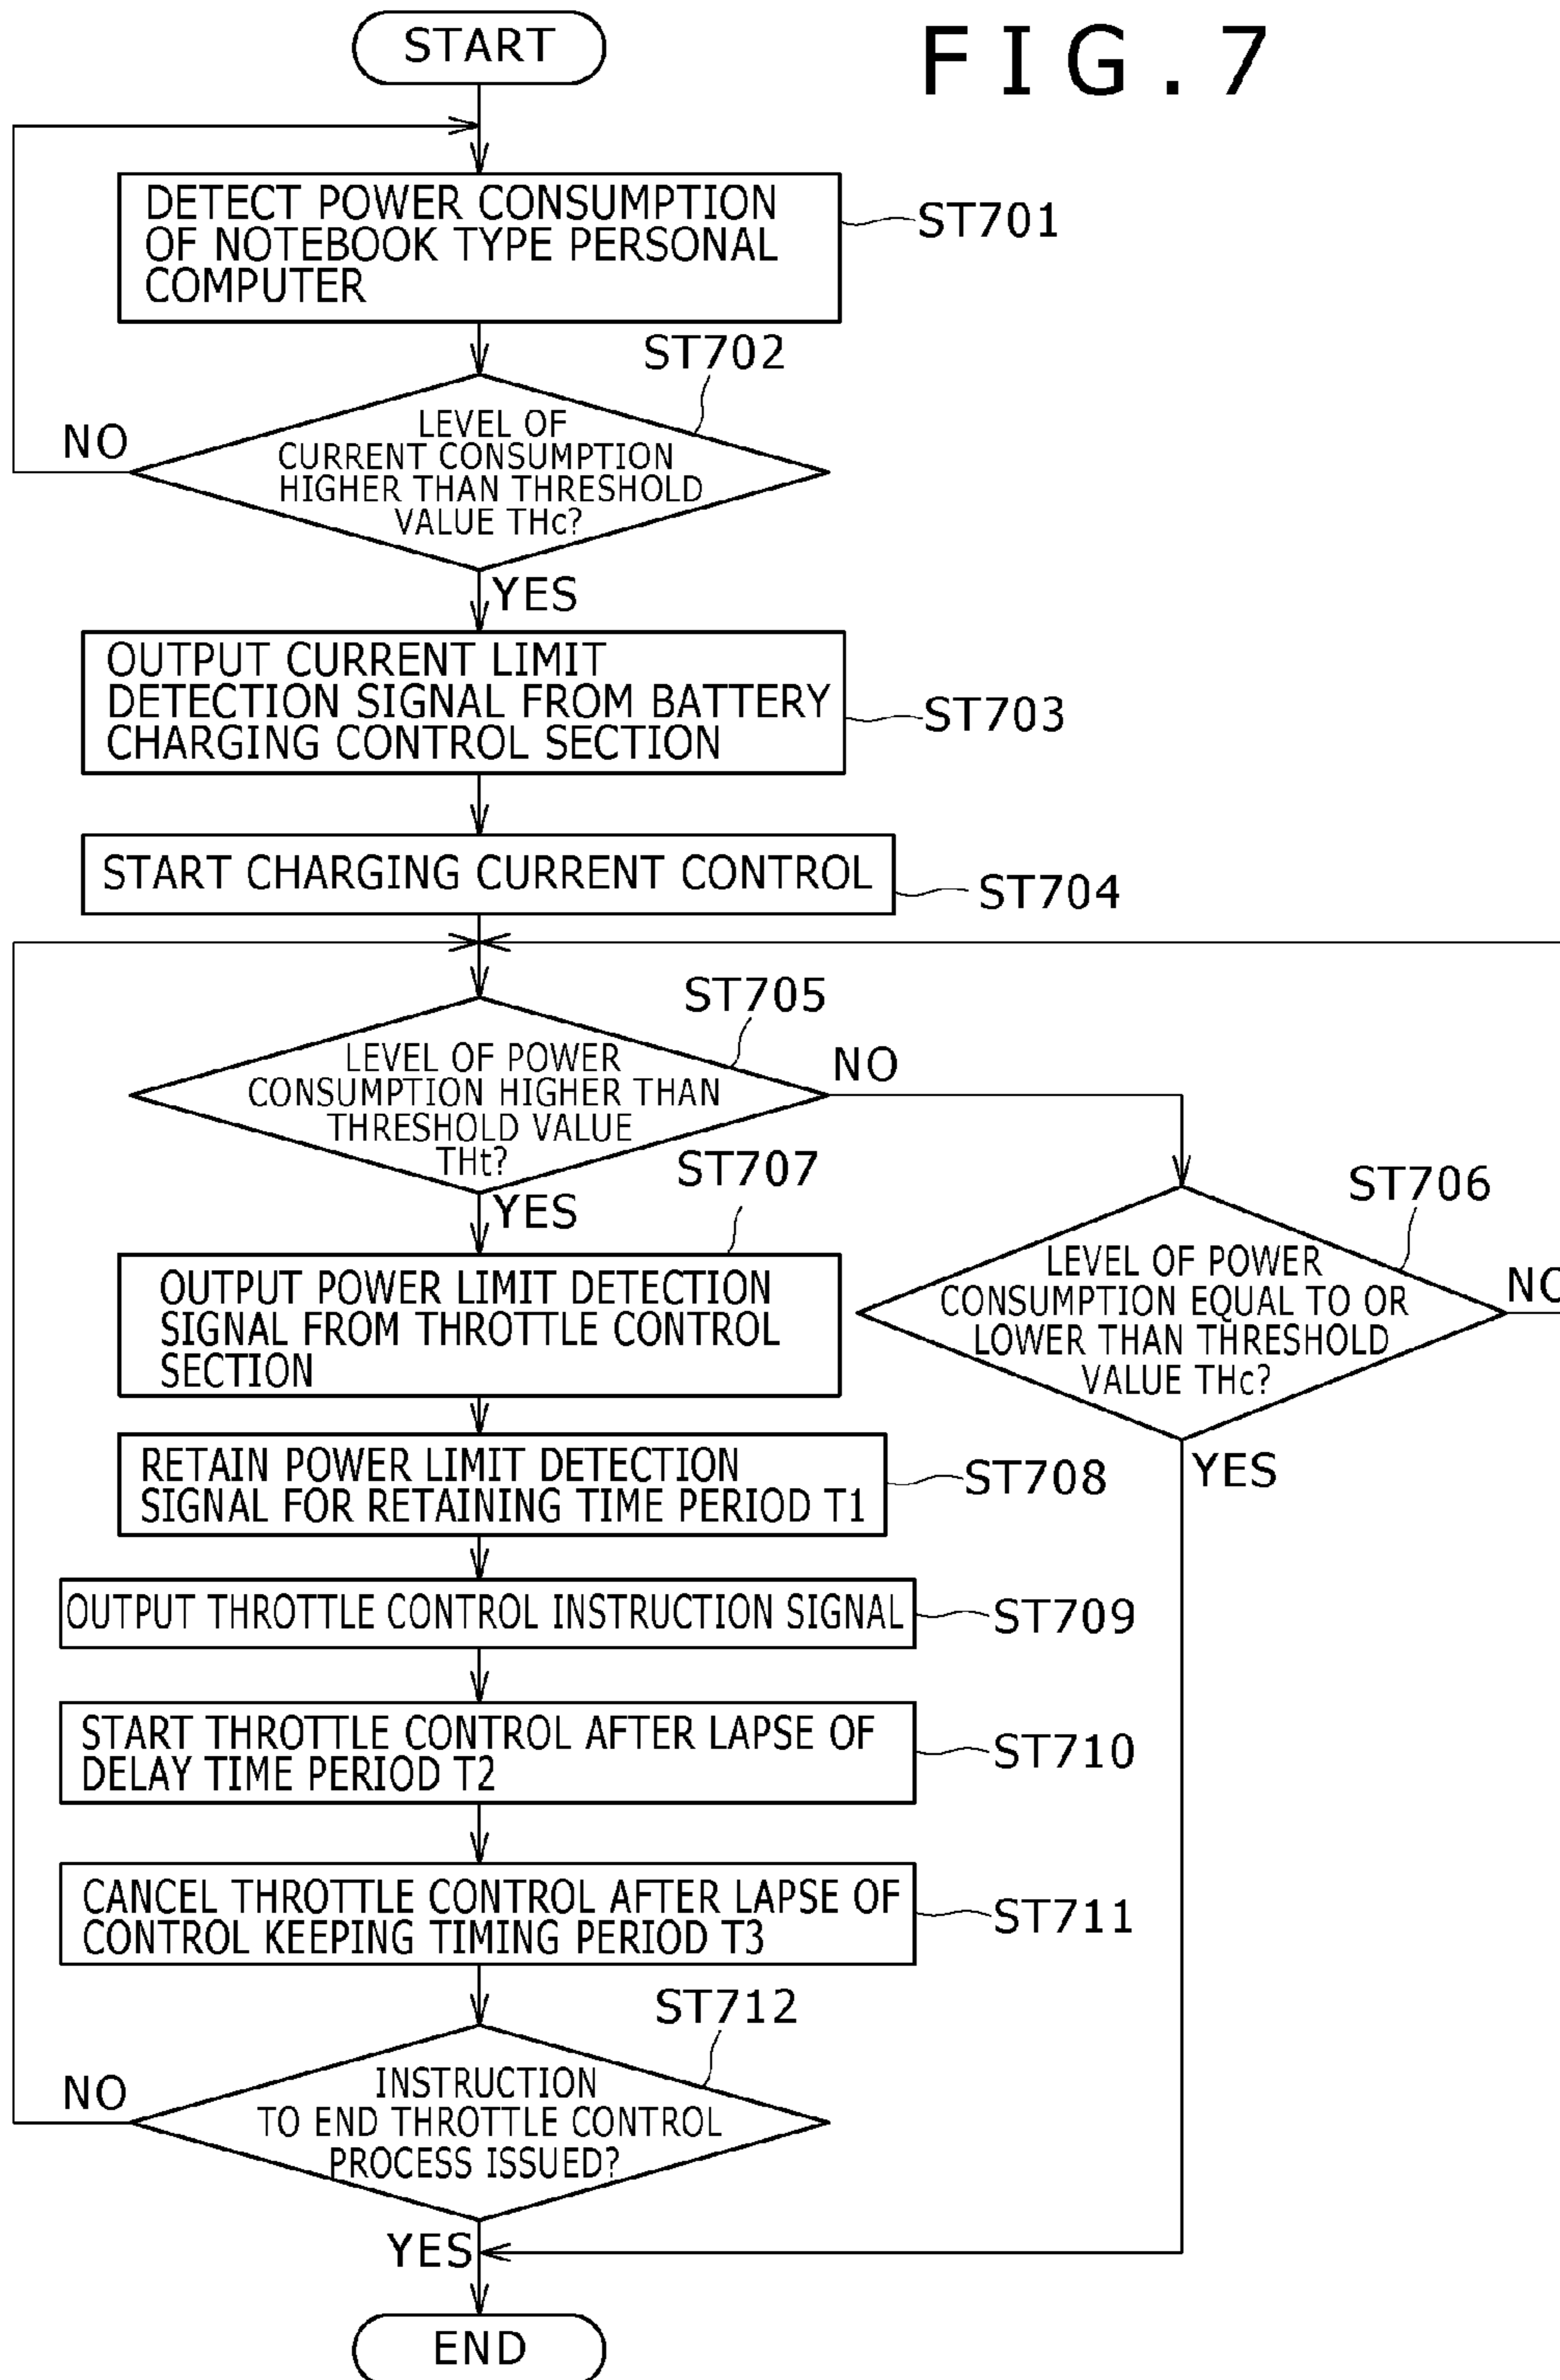 START
FIG.7
DETECT POWER CONSUMPTION
OF NOTEBOOK TYPE PERSONAL
COMPUTER
ST701
ST702
LEVEL OF
CURRENT CONSUMPTION
HIGHER THAN THRESHOLD
VALUE THc?
NO
YES
OUTPUT CURRENT LIMIT
DETECTION SIGNAL FROM BATTERY
CHARGING CONTROL SECTION
ST703
START CHARGING CURRENT CONTROL
ST704
ST705
LEVEL OF POWER
CONSUMPTION HIGHER THAN
THRESHOLD VALUE
THt?
NO
YES
ST706
LEVEL OF POWER
CONSUMPTION EQUAL TO OR
LOWER THAN THRESHOLD
VALUE THc?
NO
YES
ST707
OUTPUT POWER LIMIT DETECTION
SIGNAL FROM THROTTLE CONTROL
SECTION
RETAIN POWER LIMIT DETECTION
SIGNAL FOR RETAINING TIME PERIOD T1
ST708
OUTPUT THROTTLE CONTROL INSTRUCTION SIGNAL
ST709
START THROTTLE CONTROL AFTER LAPSE OF
DELAY TIME PERIOD T2
ST710
CANCEL THROTTLE CONTROL AFTER LAPSE OF
CONTROL KEEPING TIMING PERIOD T3
ST711
ST712
INSTRUCTION
TO END THROTTLE CONTROL
PROCESS ISSUED?
NO
YES
END